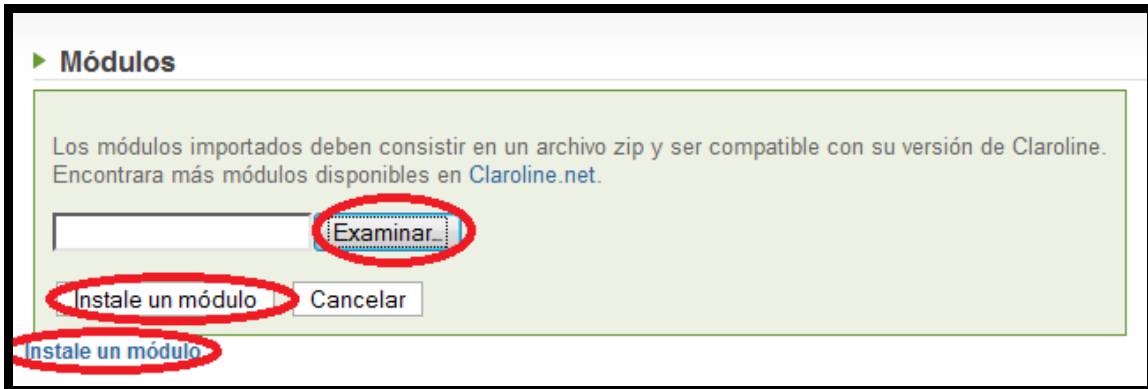 Módulos
Los módulos importados deben consistir en un archivo zip y ser compatible con su versión de Claroline.
Encontrara más módulos disponibles en Claroline.net.
Examinar...
Instale un módulo Cancelar
Instale un módulo